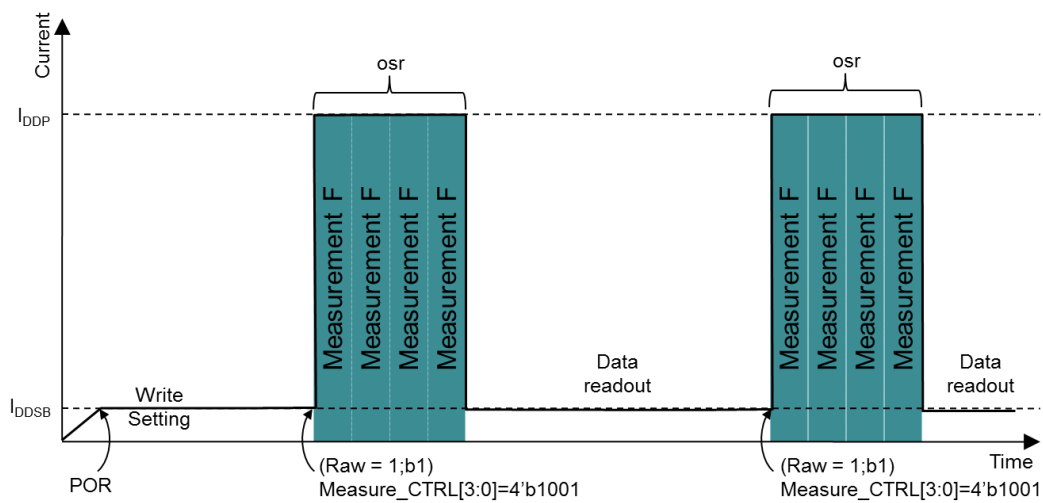 Current
osr
osr
IDDP
Measurement F
Measurement F
Measurement F
Measurement F
Measurement F
Measurement F
Measurement F
Measurement F
Write
Setting
Data
readout
Data
readout
IDDSB
Time
POR
(Raw = 1;b1)
Measure_CTRL[3:0]=4'b1001
(Raw = 1;b1)
Measure_CTRL[3:0]=4'b1001